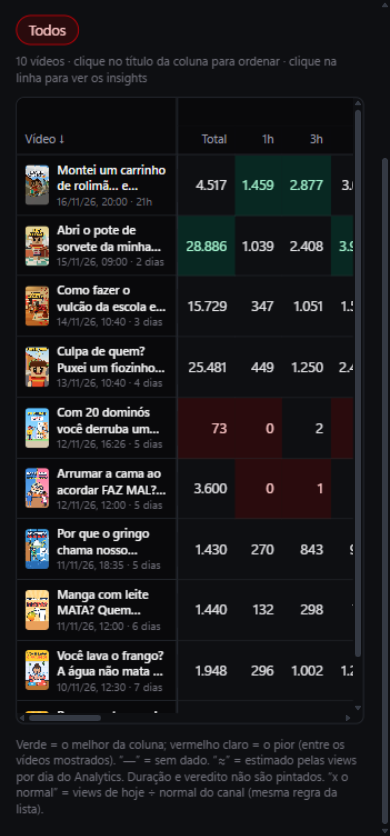 Todos
10 vídeos · clique no título da coluna para ordenar · clique na
linha para ver os insights
Vídeo ↓ Total 1h 3h
Montei um carrinho
de rolimã... e...
16/11/26, 20:00 · 21h
4.517 1.459 2.877
Abri o pote de
sorvete da minha...
15/11/26, 09:00 · 2 dias
28.886 1.039 2.408
Como fazer o
vulcão da escola e...
14/11/26, 10:40 · 3 dias
15.729 347 1.051
Culpa de quem?
Puxei um fiozinho...
13/11/26, 10:40 · 4 dias
25.481 449 1.250
Com 20 dominós
você derruba um...
12/11/26, 16:26 · 5 dias
73 0 2
Arrumar a cama ao
acordar FAZ MAL?...
12/11/26, 12:00 · 5 dias
3.600 0 1
Por que o gringo
chama nosso...
11/11/26, 18:35 · 5 dias
1.430 270 843
Manga com leite
MATA? Quem...
11/11/26, 12:00 · 6 dias
1.440 132 298
Você lava o frango?
A água não mata ...
10/11/26, 12:30 · 7 dias
1.948 296 1.002
Verde = o melhor da coluna; vermelho claro = o pior (entre os
vídeos mostrados). "—" = sem dado. "≈" = estimado pelas views
por dia do Analytics. Duração e veredito não são pintados. "x o
normal" = views de hoje ÷ normal do canal (mesma regra da
lista).